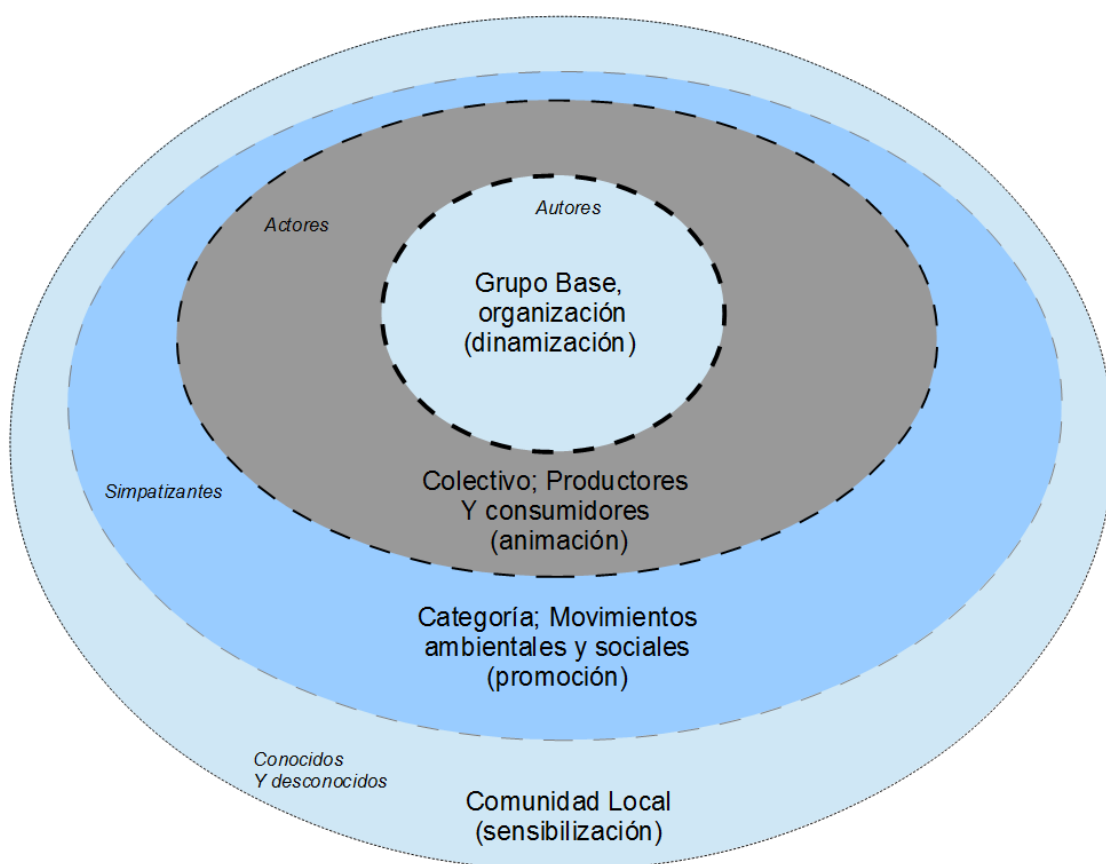 Autores
Actores
Grupo Base,
organización
(dinamización)
Colectivo; Productores
Y consumidores
(animación)
Simpatizantes
Categoría; Movimientos
ambientales y sociales
(promoción)
Conocidos
Y desconocidos
Comunidad Local
(sensibilización)